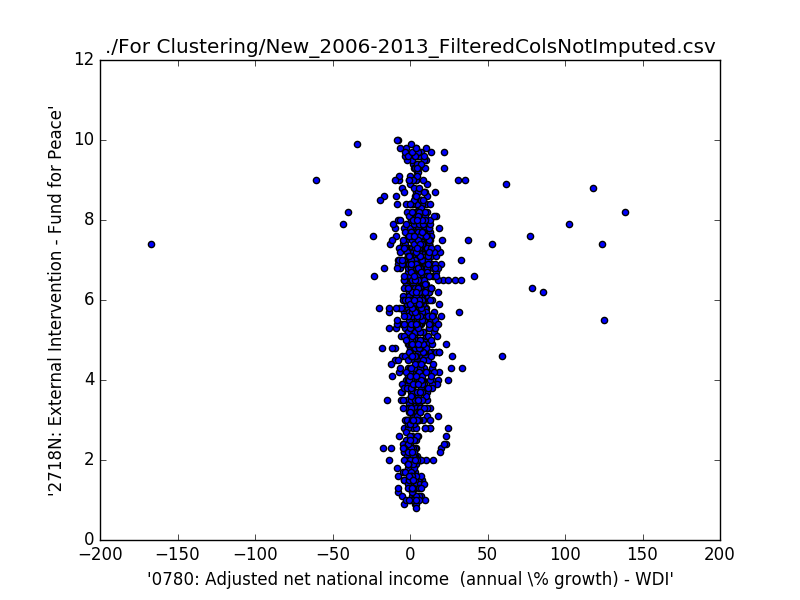 ./For Clustering/New_2006-2013_FilteredColsNotImputed.csv
12
10
8
6
4
2
0
'2718N: External Intervention - Fund for Peace'
−200 −150 −100 −50 0 50 100 150 200
'0780: Adjusted net national income  (annual \% growth) - WDI'